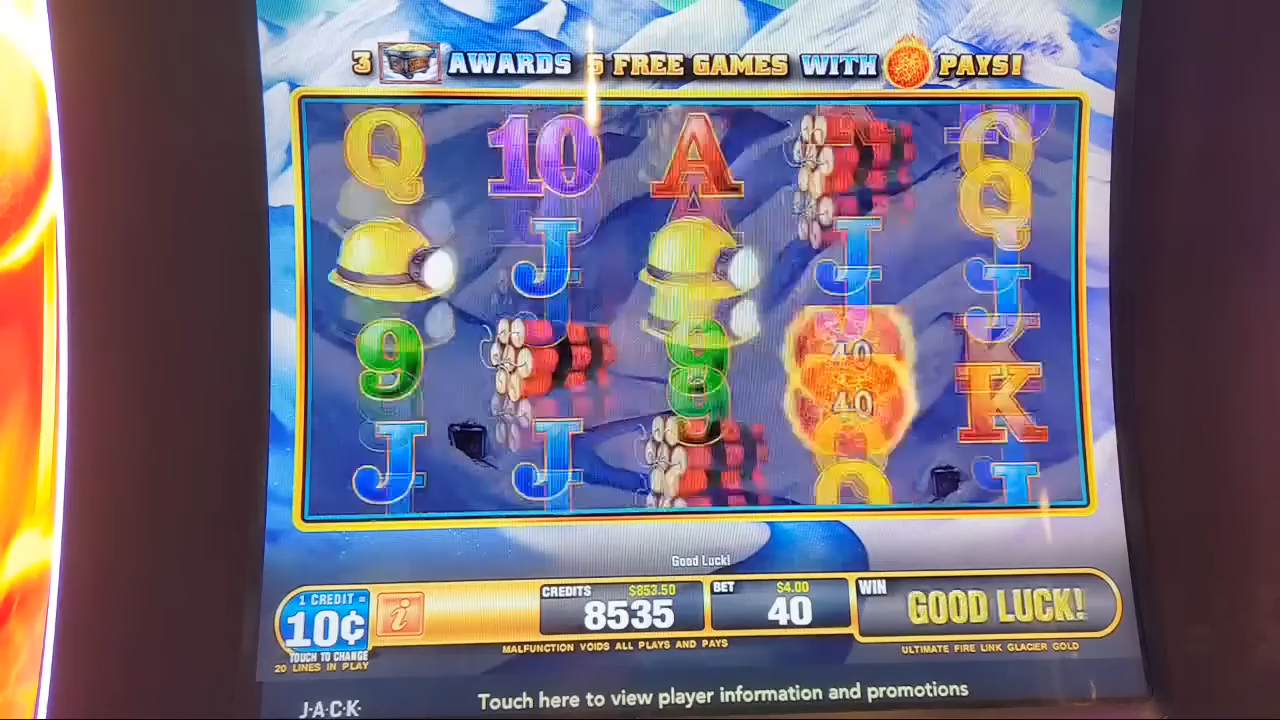 3 AWARDS 5 FREE GAMES WITH PAYS!
Q 10 A Q
J J J
9 9 40 K
9 40
J J Q J
Good Luck!
1 CREDIT =
10¢
TOUCH TO CHANGE
20 LINES IN PLAY
i
CREDITS $853.50
8535
BET $4.00
40
WIN GOOD LUCK!
MALFUNCTION VOIDS ALL PLAYS AND PAYS
ULTIMATE FIRE LINK GLACIER GOLD
J·A·C·K
Touch here to view player information and promotions